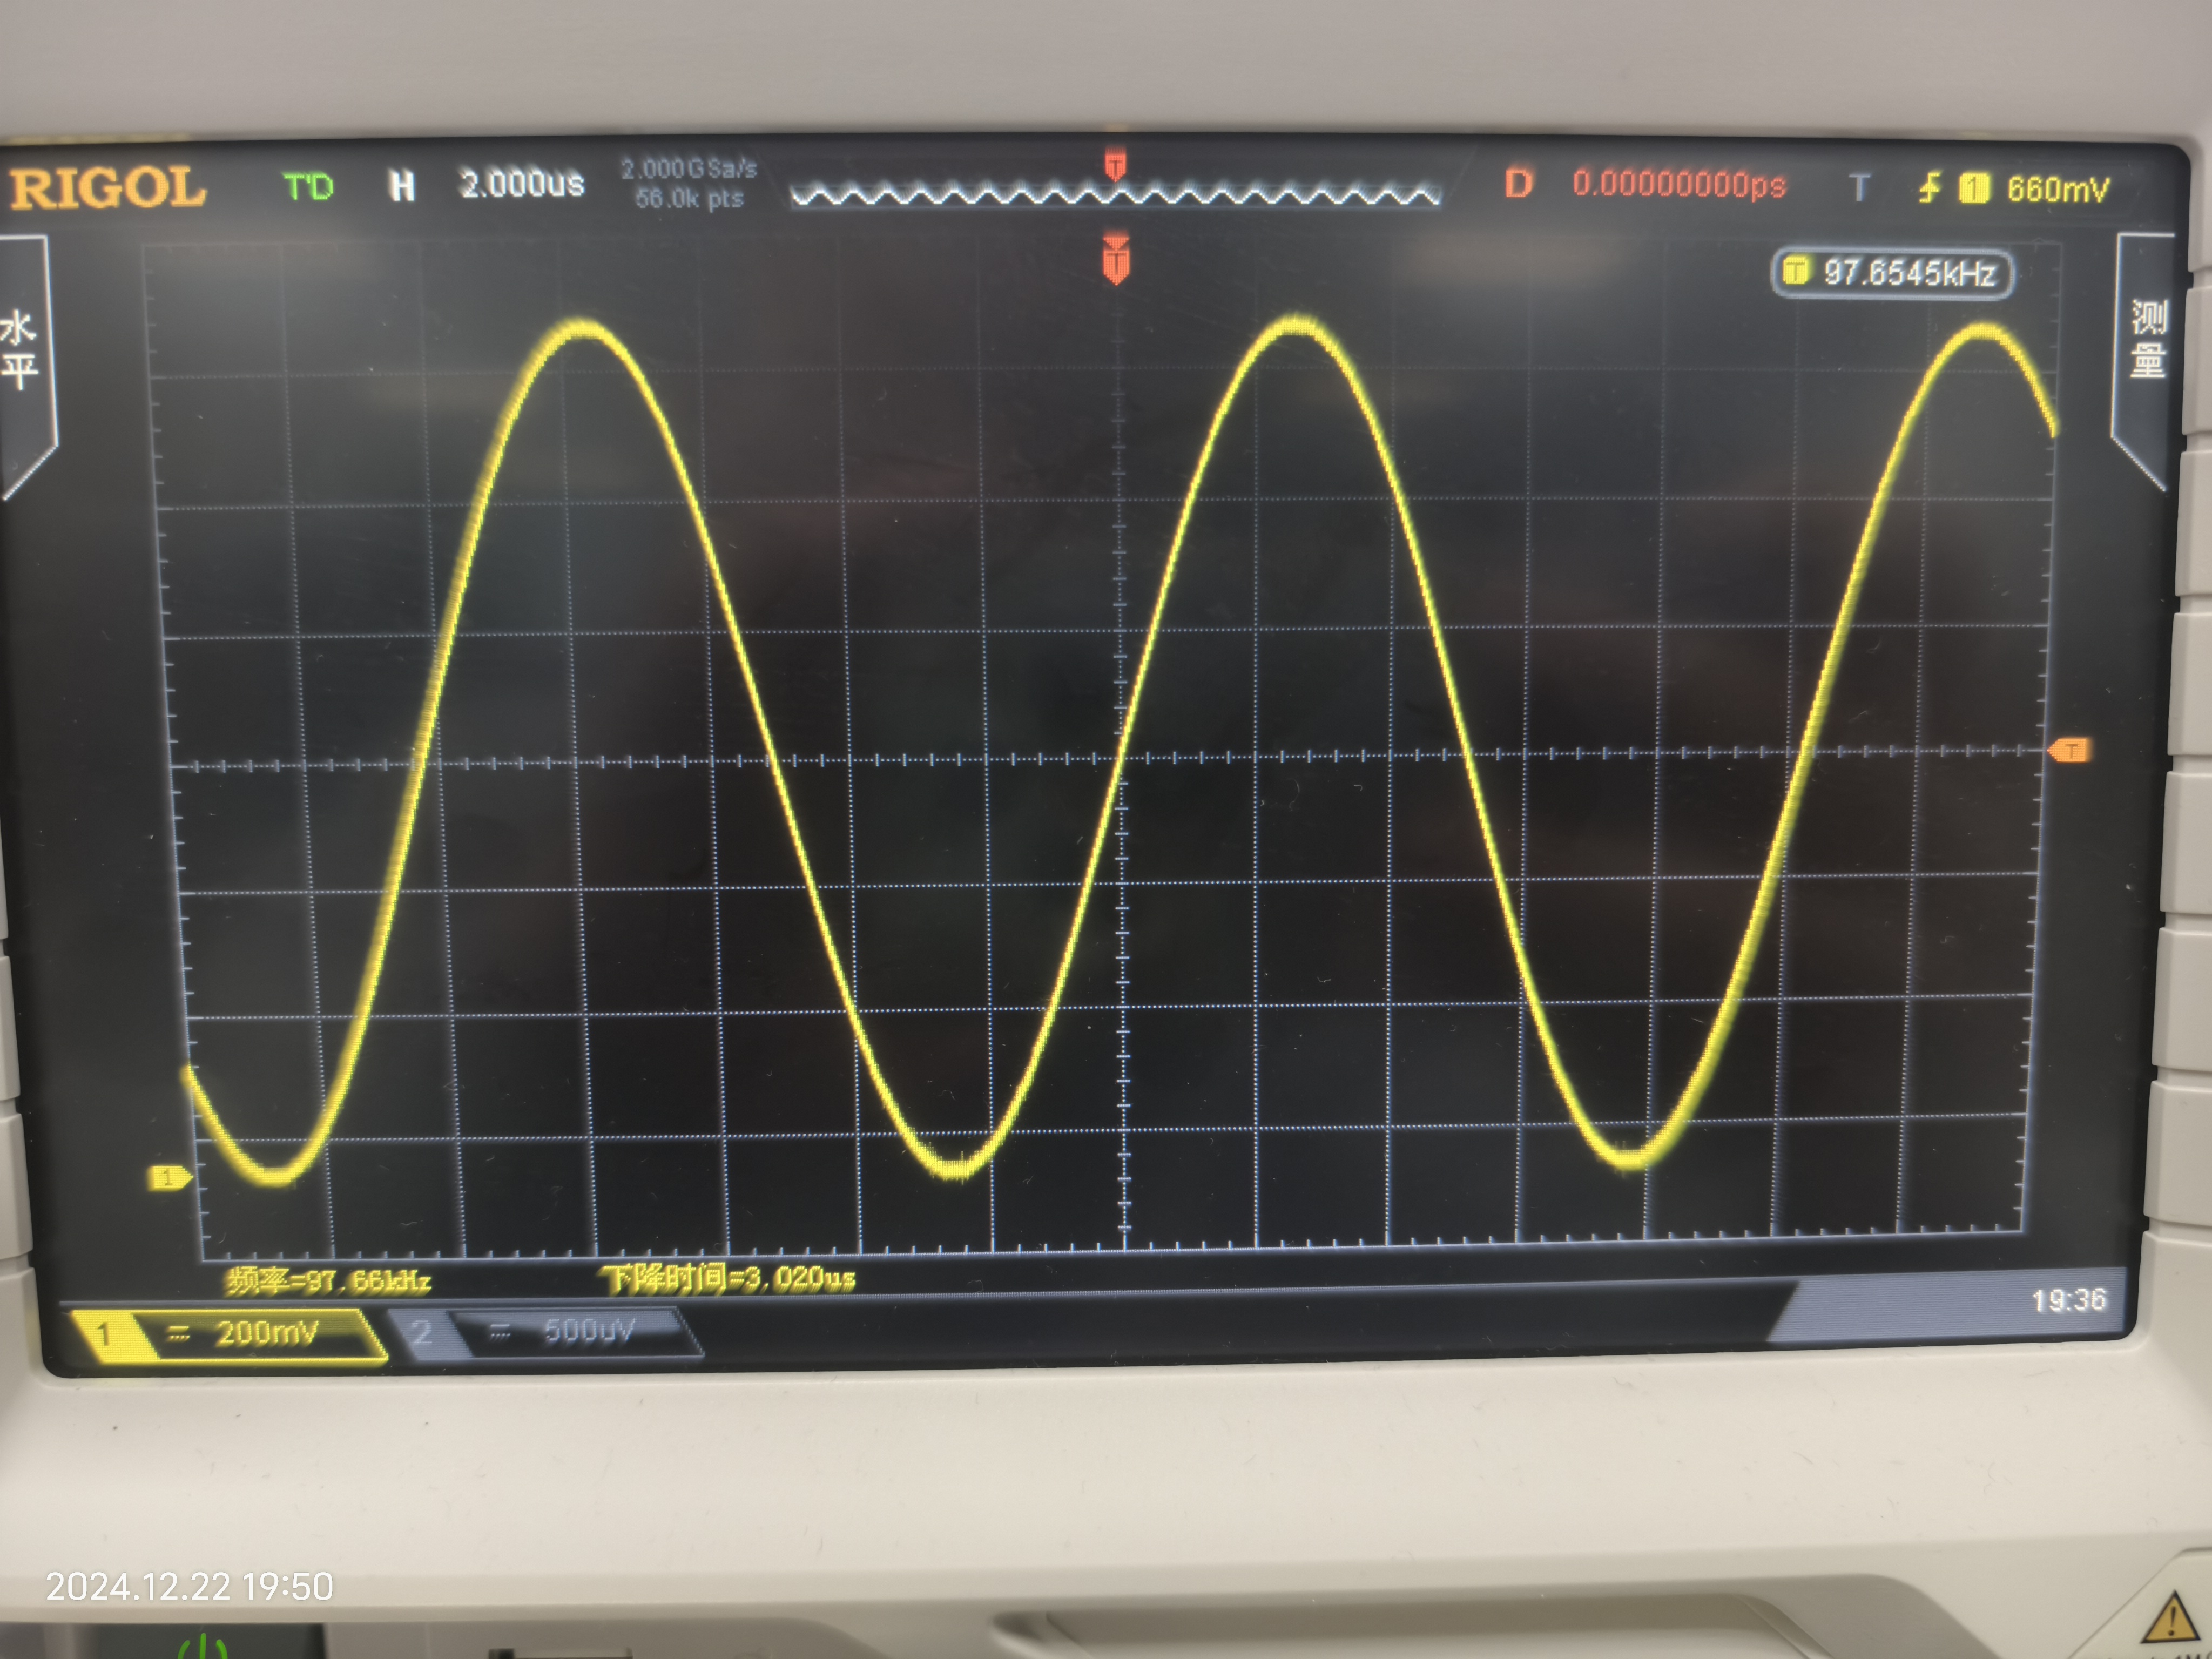 RIGOL T'D H 2.000us 2.000GSa/s 56.0k pts T D 0.00000000ps T 1 660mV
T
T 97.6545kHz
水平
测量
T
1
频率=97.66kHz 下降时间=3.020us
1 200mV 2 500uV 19:36
2024.12.22 19:50